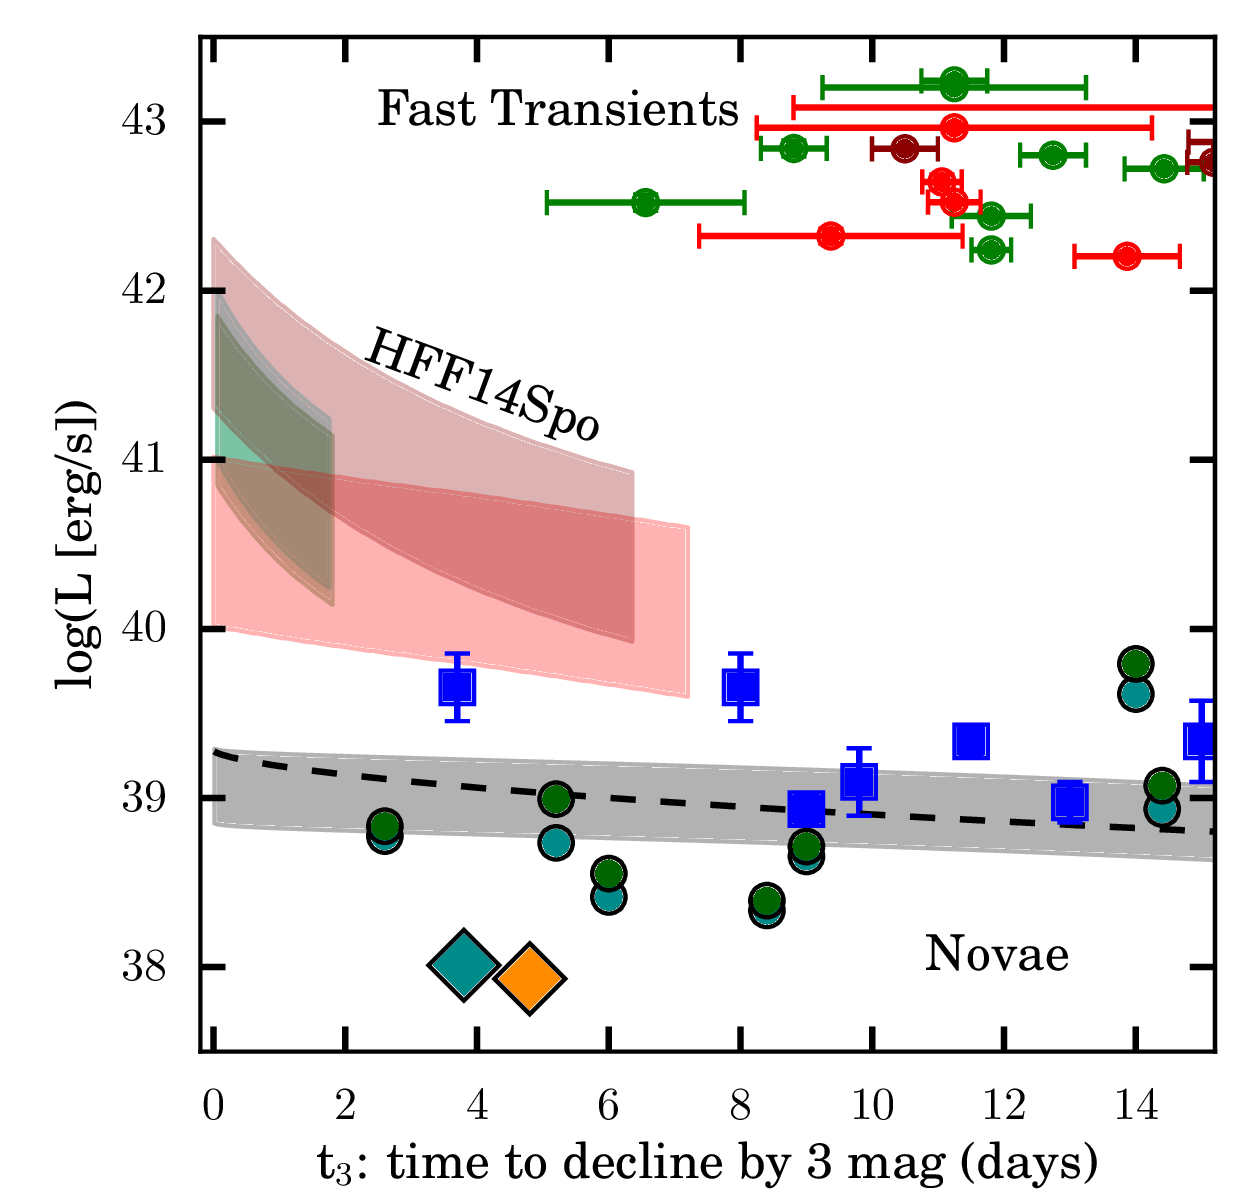 Fast Transients
43
42
HFF14Spo
41
log(L [erg/s])
40
39
38
Novae
0 2 4 6 8 10 12 14
t₃: time to decline by 3 mag (days)